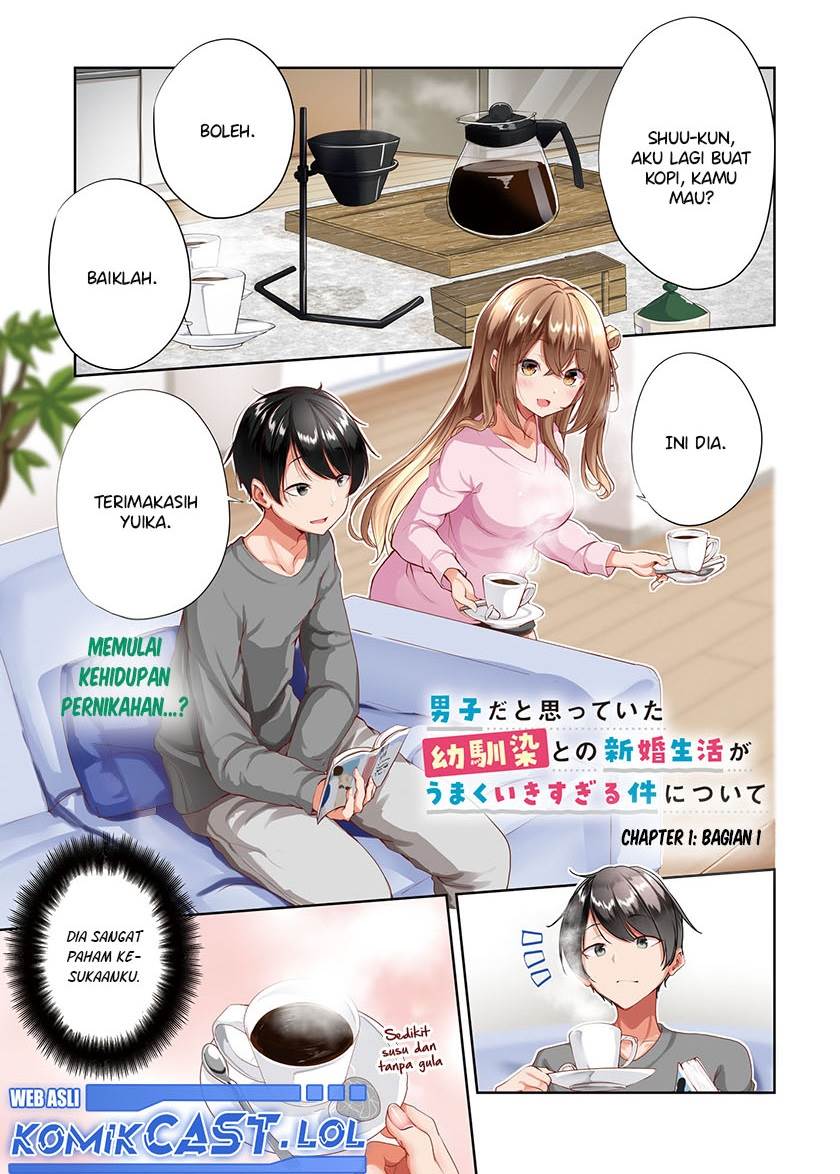 SHUU-KUN,
AKU LAGI BUAT
KOPI, KAMU
MAU?
BOLEH.
BAIKLAH.
INI DIA.
TERIMAKASIH
YUIKA.
MEMULAI
KEHIDUPAN
PERNIKAHAN...?
男子だと思っていた
幼馴染との新婚生活が
うまくいきすぎる件について
CHAPTER 1: BAGIAN 1
DIA SANGAT
PAHAM KE-
SUKAANKU.
Sedikit
susu dan
tanpa gula
WEB ASLI
KOMIKCAST.LOL